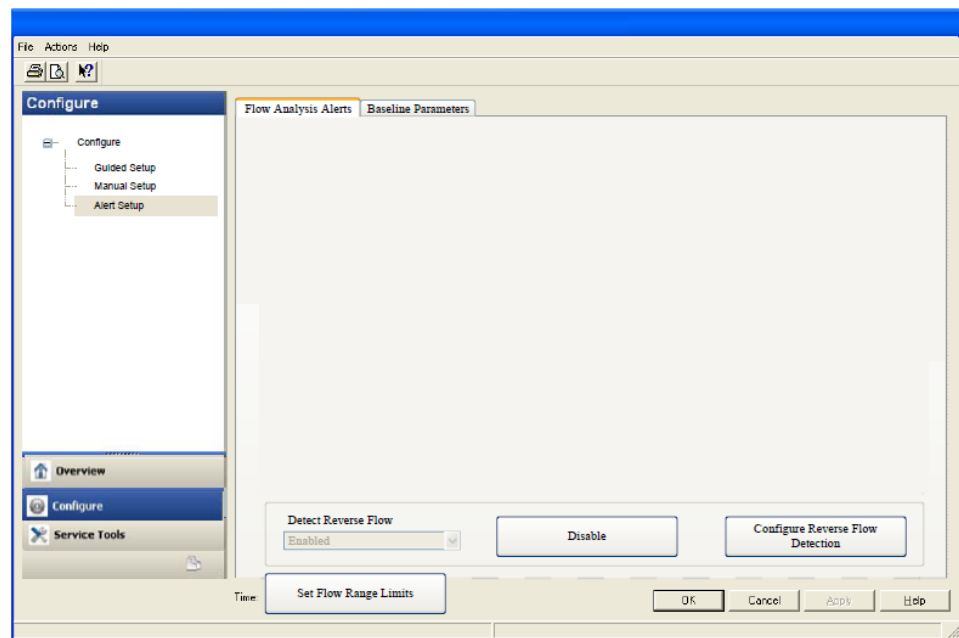 File Actions Help
Configure
Flow Analysis Alerts Baseline Parameters
Configure
Guided Setup
Manual Setup
Alert Setup
Overview
Configure
Service Tools
Detect Reverse Flow
Enabled
Disable
Configure Reverse Flow
Detection
Time:
Set Flow Range Limits
OK Cancel Apply Help